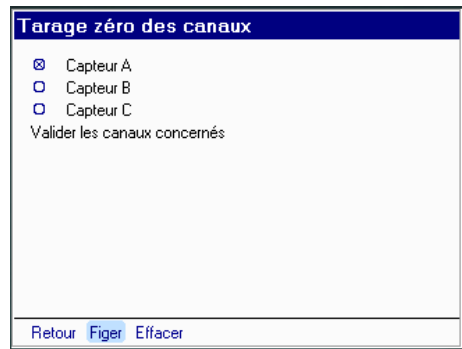 Tarage zéro des canaux
Capteur A
Capteur B
Capteur C
Valider les canaux concernés
Retour Figer Effacer